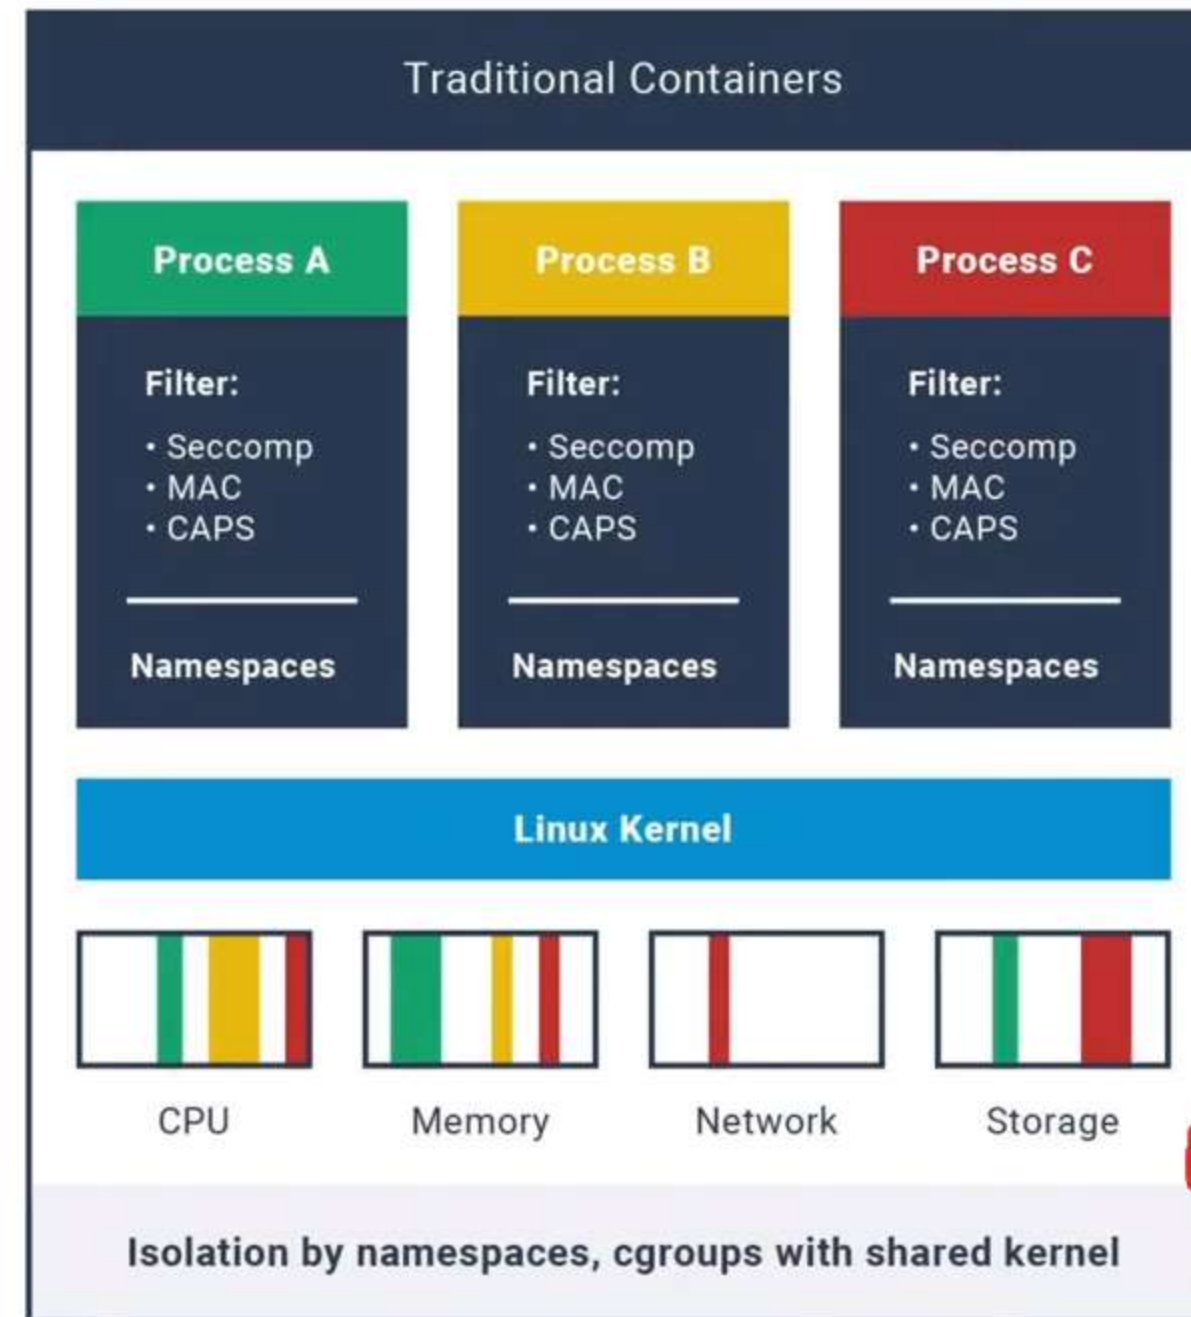 Traditional Containers
Process A
Filter:
• Seccomp
• MAC
• CAPS
Namespaces
Process B
Filter:
• Seccomp
• MAC
• CAPS
Namespaces
Process C
Filter:
• Seccomp
• MAC
• CAPS
Namespaces
Linux Kernel
CPU
Memory
Network
Storage
Isolation by namespaces, cgroups with shared kernel